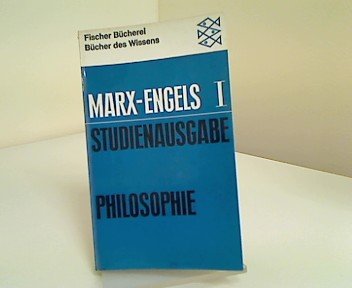 Fischer Bücherei
Bücher des Wissens
MARX-ENGELS I
STUDIENAUSGABE
PHILOSOPHIE